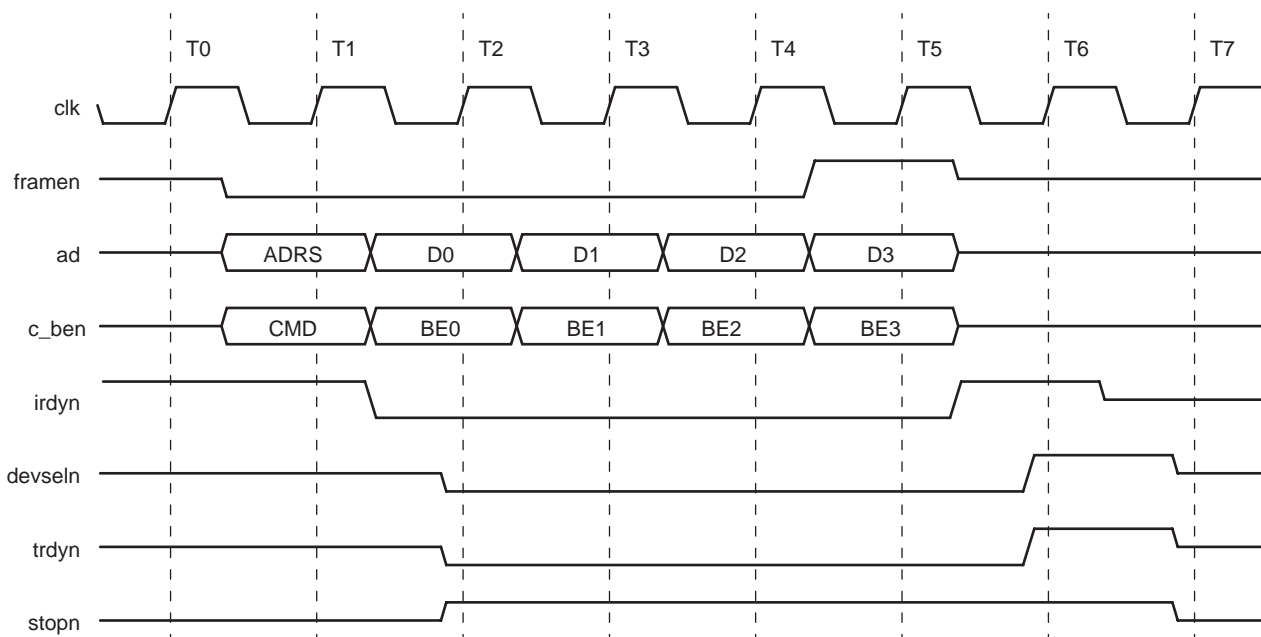 T0 T1 T2 T3 T4 T5 T6 T7
clk
framen
ad ADRS D0 D1 D2 D3
c_ben CMD BE0 BE1 BE2 BE3
irdyn
devseln
trdyn
stopn